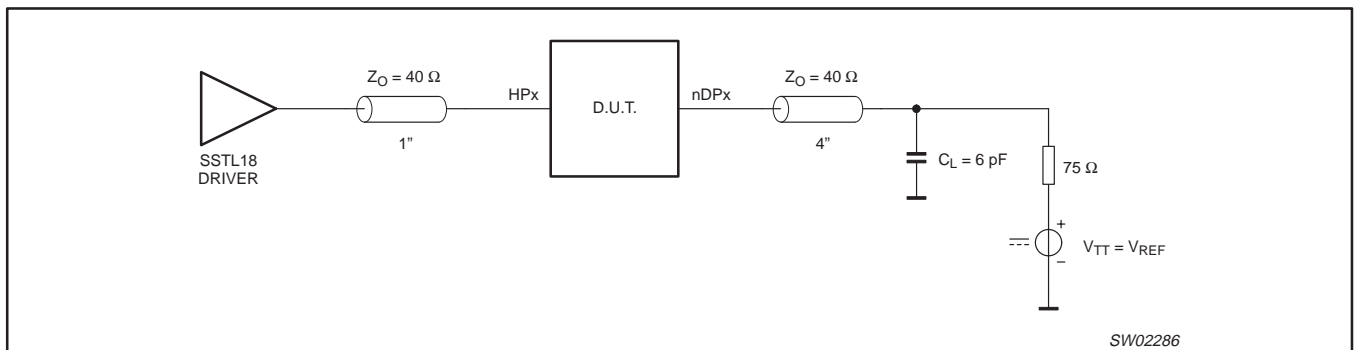 Z_O = 40 Ω
HPx
D.U.T.
nDPx
Z_O = 40 Ω
1”
4”
SSTL18
DRIVER
C_L = 6 pF
75 Ω
+
V_TT = V_REF
–
SW02286